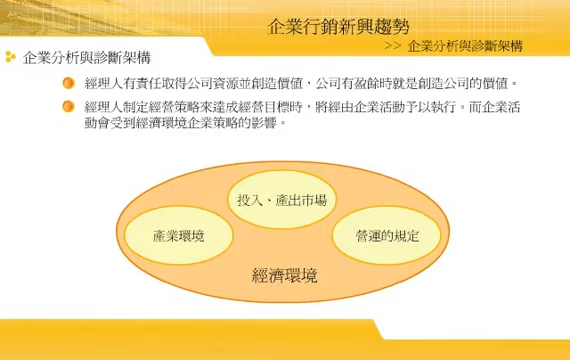 企業行銷新興趨勢
>> 企業分析與診斷架構
企業分析與診斷架構
經理人有責任取得公司資源並創造價值，公司有盈餘時就是創造公司的價值。
經理人制定經營策略來達成經營目標時，將經由企業活動予以執行。而企業活
動會受到經濟環境企業策略的影響。
投入、產出市場
產業環境
營運的規定
經濟環境